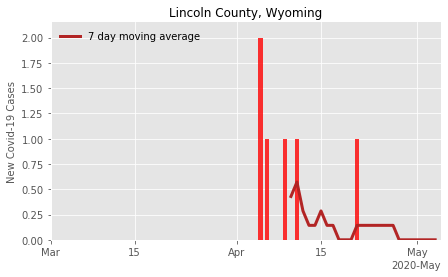 Lincoln County, Wyoming
7 day moving average
New Covid-19 Cases
2.00
1.75
1.50
1.25
1.00
0.75
0.50
0.25
0.00
Mar 15 Apr 15 May
2020-May